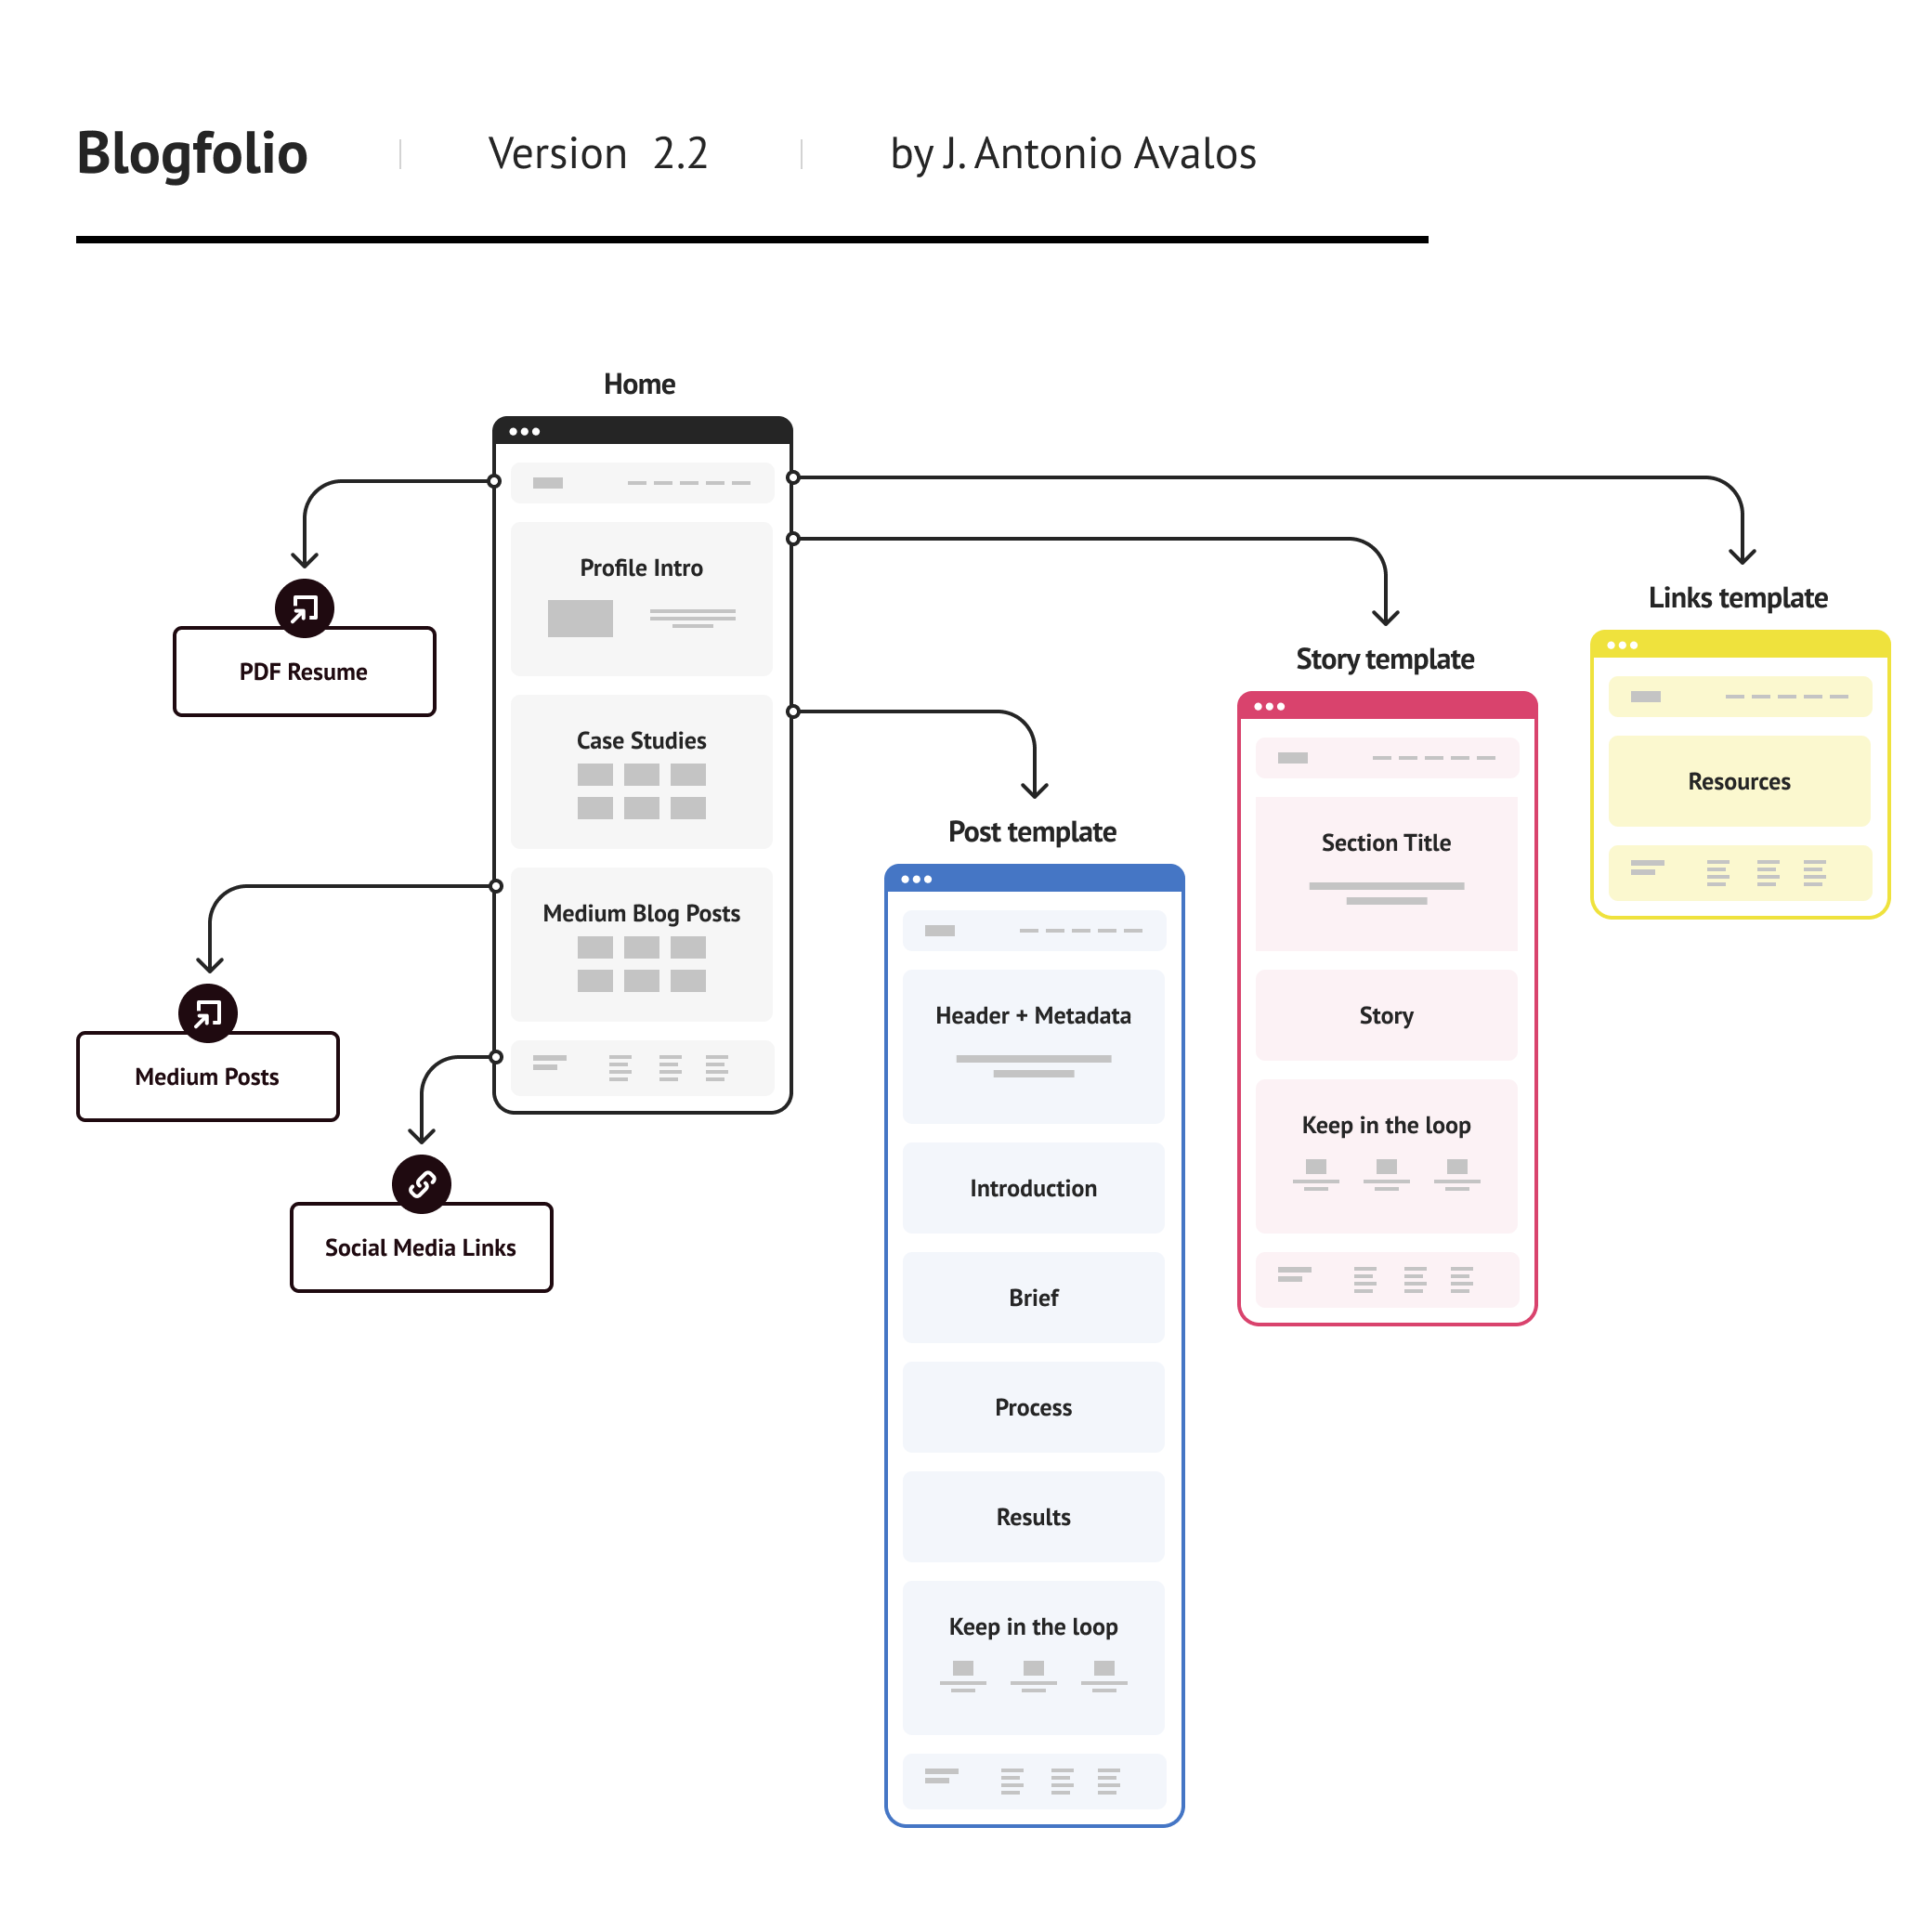 Blogfolio
Version 2.2
by J. Antonio Avalos
Home
Profile Intro
Case Studies
Medium Blog Posts
PDF Resume
Medium Posts
Social Media Links
Post template
Header + Metadata
Introduction
Brief
Process
Results
Keep in the loop
Story template
Section Title
Story
Keep in the loop
Links template
Resources